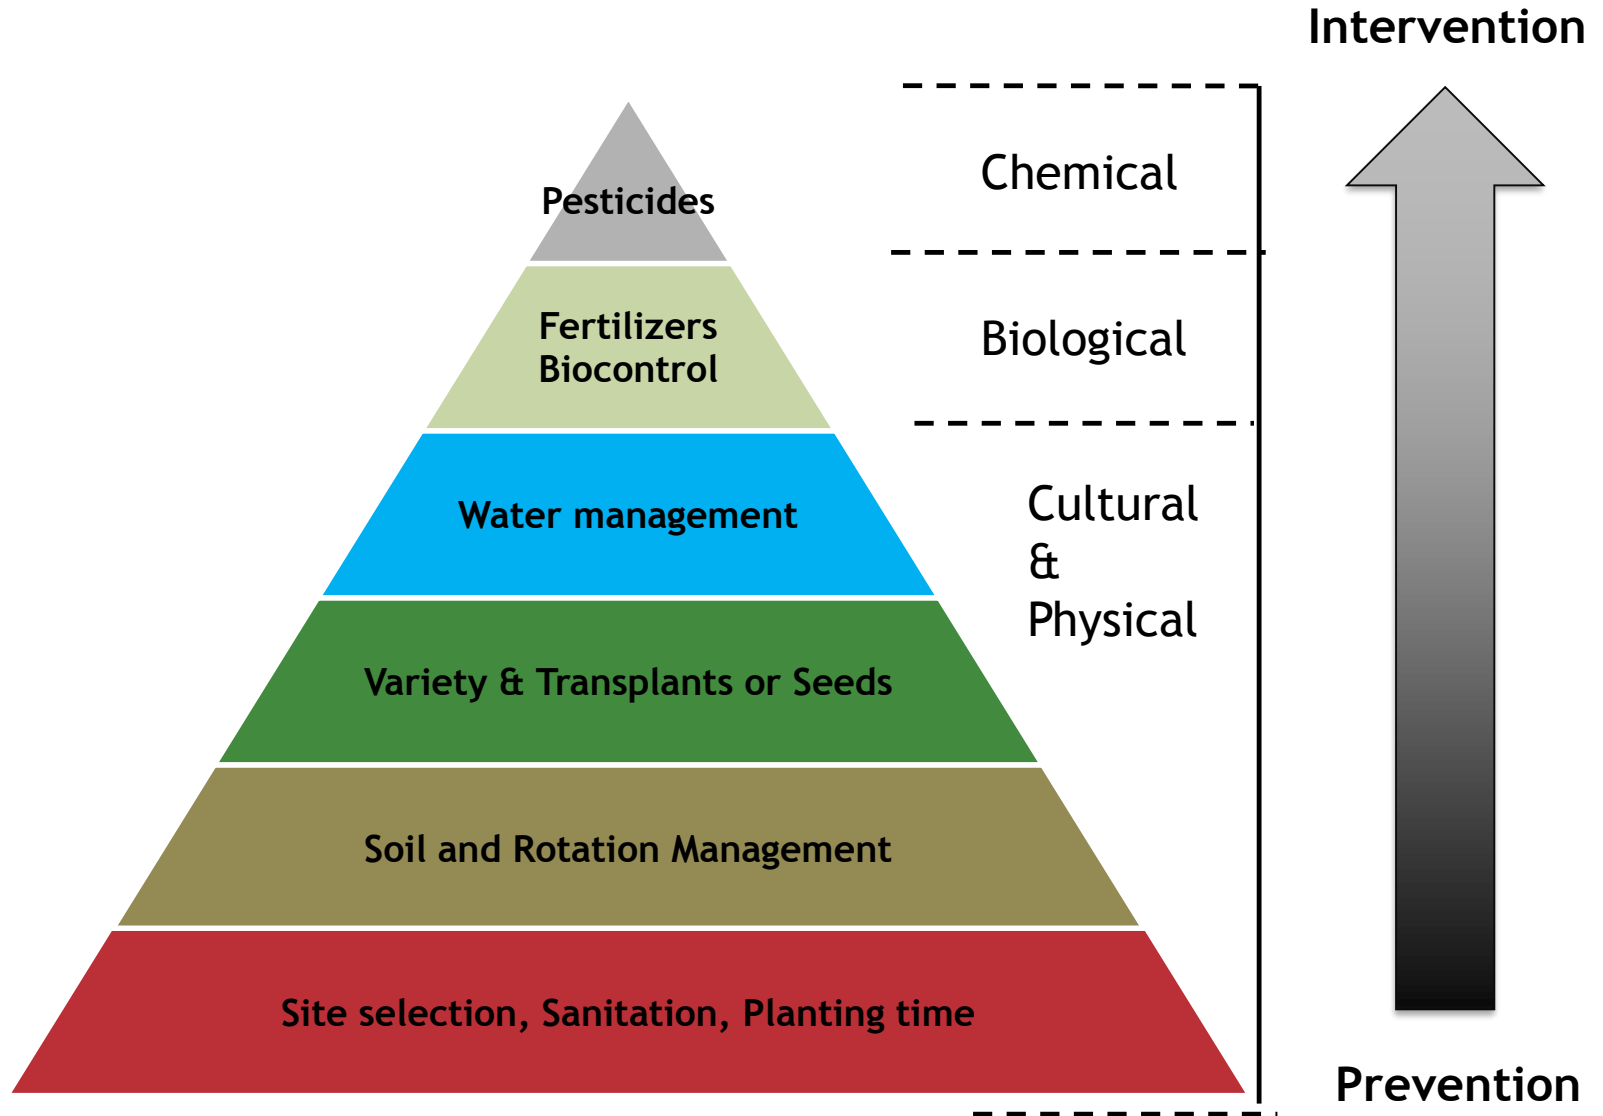 Intervention
Pesticides
Chemical
Fertilizers
Biocontrol
Biological
Water management
Cultural
&
Physical
Variety & Transplants or Seeds
Soil and Rotation Management
Site selection, Sanitation, Planting time
Prevention